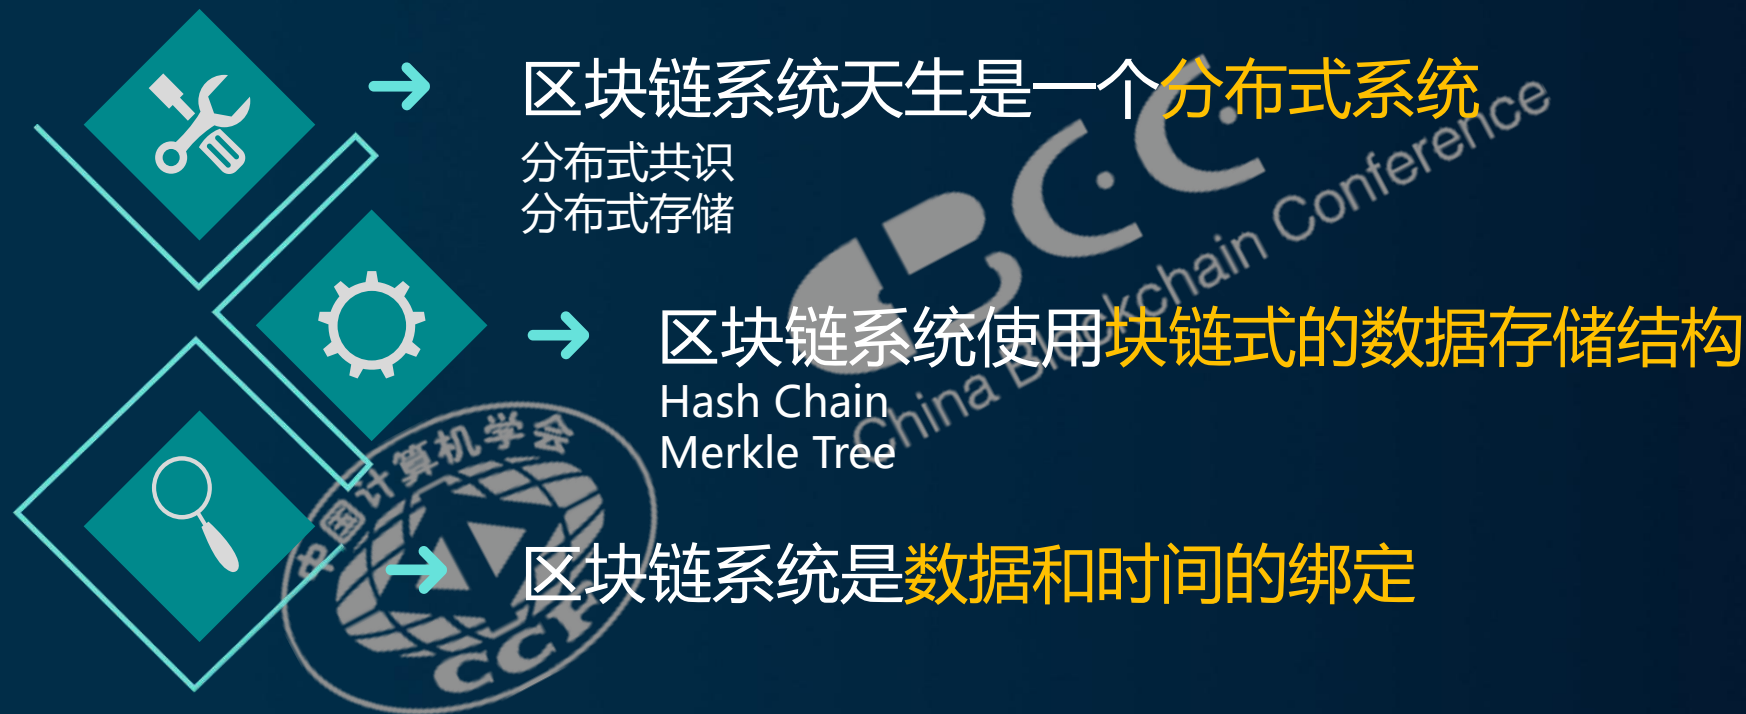 区块链系统天生是一个分布式系统
分布式共识
分布式存储
区块链系统使用块链式的数据存储结构
Hash Chain
Merkle Tree
区块链系统是数据和时间的绑定
CBCC
China Blockchain Conference
中国计算机学会
CCF